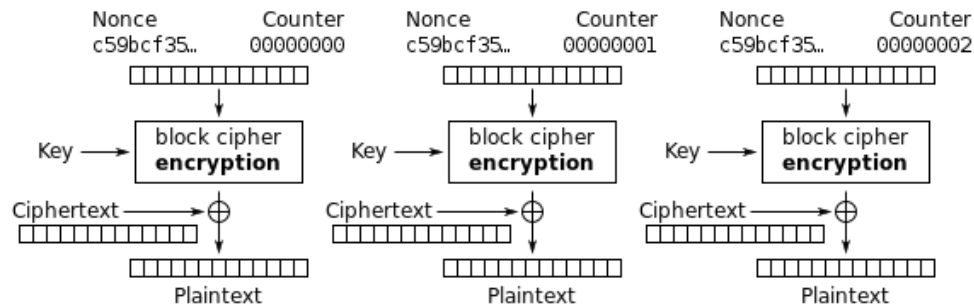 Nonce Counter Nonce Counter Nonce Counter
c59bcf35… 00000000 c59bcf35… 00000001 c59bcf35… 00000002
block cipher block cipher block cipher
Key encryption Key encryption Key encryption
Ciphertext Ciphertext Ciphertext
Plaintext Plaintext Plaintext